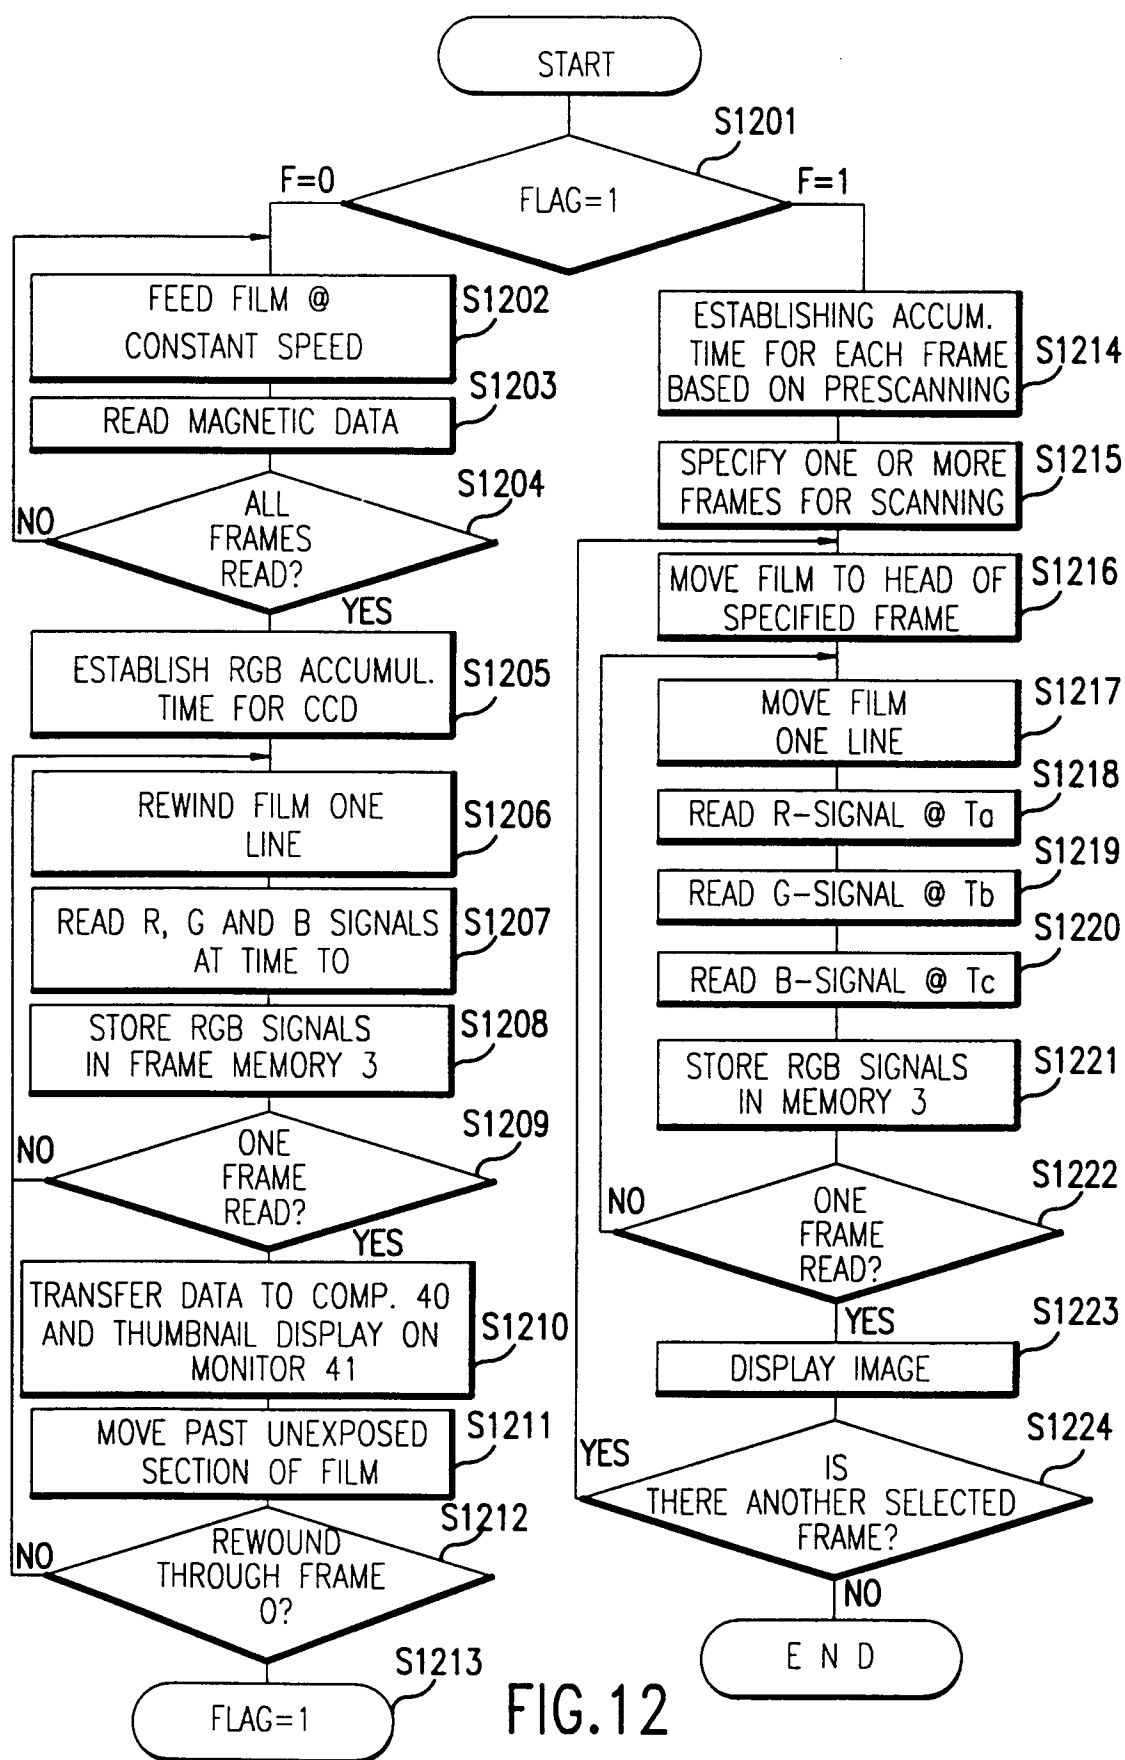 START
S1201
FLAG=1
F=0
F=1
FEED FILM @
CONSTANT SPEED
S1202
READ MAGNETIC DATA
S1203
ALL
FRAMES
READ?
S1204
NO
YES
ESTABLISH RGB ACCUMUL.
TIME FOR CCD
S1205
REWIND FILM ONE
LINE
S1206
READ R, G AND B SIGNALS
AT TIME TO
S1207
STORE RGB SIGNALS
IN FRAME MEMORY 3
S1208
ONE
FRAME
READ?
S1209
NO
YES
TRANSFER DATA TO COMP. 40
AND THUMBNAIL DISPLAY ON
MONITOR 41
S1210
MOVE PAST UNEXPOSED
SECTION OF FILM
S1211
REWOUND
THROUGH FRAME
0?
S1212
NO
FLAG=1
S1213
ESTABLISHING ACCUM.
TIME FOR EACH FRAME
BASED ON PRESCANNING
S1214
SPECIFY ONE OR MORE
FRAMES FOR SCANNING
S1215
MOVE FILM TO HEAD OF
SPECIFIED FRAME
S1216
MOVE FILM
ONE LINE
S1217
READ R-SIGNAL @ Ta
S1218
READ G-SIGNAL @ Tb
S1219
READ B-SIGNAL @ Tc
S1220
STORE RGB SIGNALS
IN MEMORY 3
S1221
ONE
FRAME
READ?
S1222
NO
YES
DISPLAY IMAGE
S1223
IS
THERE ANOTHER SELECTED
FRAME?
S1224
YES
NO
END
FIG.12